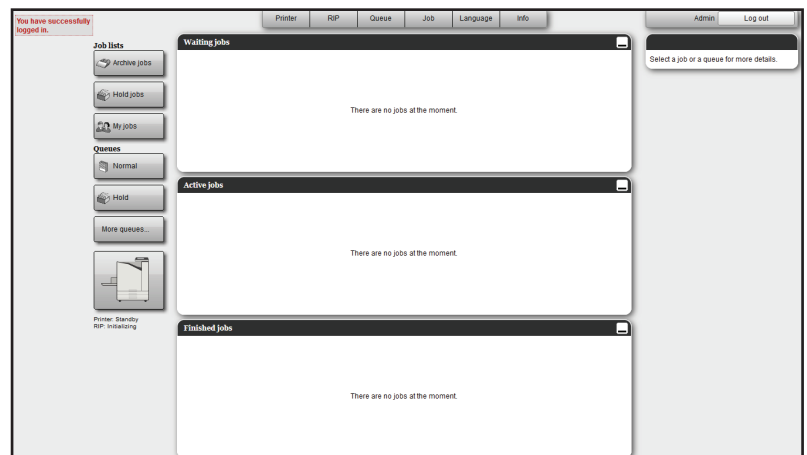 You have successfully
logged in.
Printer RIP Queue Job Language Info
Admin Log out
Job lists
Archive jobs
Hold jobs
My jobs
Queues
Normal
Hold
More queues...
Printer: Standby
RIP: Initializing
Waiting jobs
There are no jobs at the moment.
Active jobs
There are no jobs at the moment.
Finished jobs
There are no jobs at the moment.
Select a job or a queue for more details.